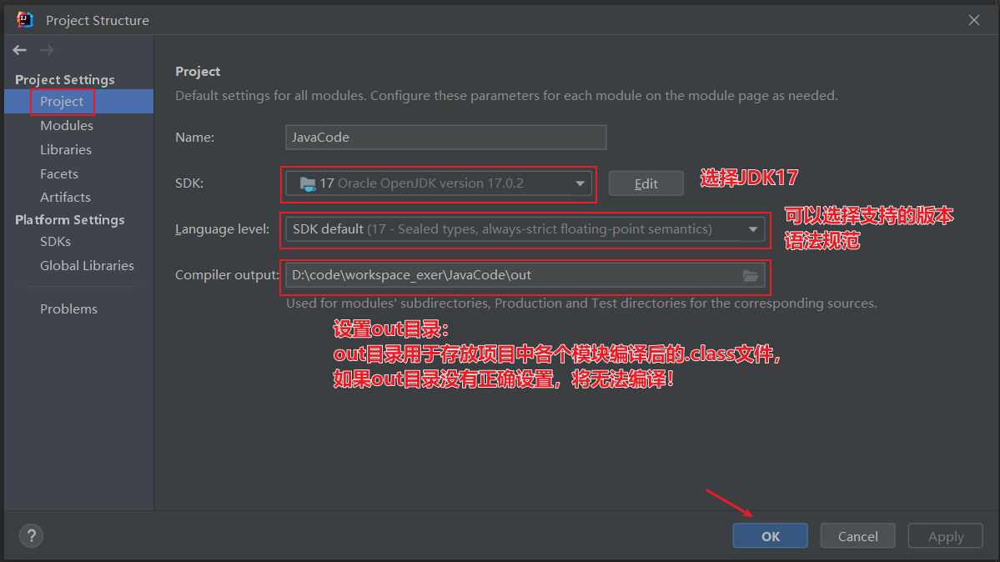 Project Structure
Project Settings
Project
Modules
Libraries
Facets
Artifacts
Platform Settings
SDKs
Global Libraries
Problems
Project
Default settings for all modules. Configure these parameters for each module on the module page as needed.
Name: JavaCode
SDK: 17 Oracle OpenJDK version 17.0.2 Edit 选择JDK17
Language level: SDK default (17 - Sealed types, always-strict floating-point semantics)
可以选择支持的版本
语法规范
Compiler output: D:\code\workspace_exer\JavaCode\out
Used for modules' subdirectories, Production and Test directories for the corresponding sources.
设置out目录：
out目录用于存放项目中各个模块编译后的.class文件，
如果out目录没有正确设置，将无法编译！
? OK Cancel Apply